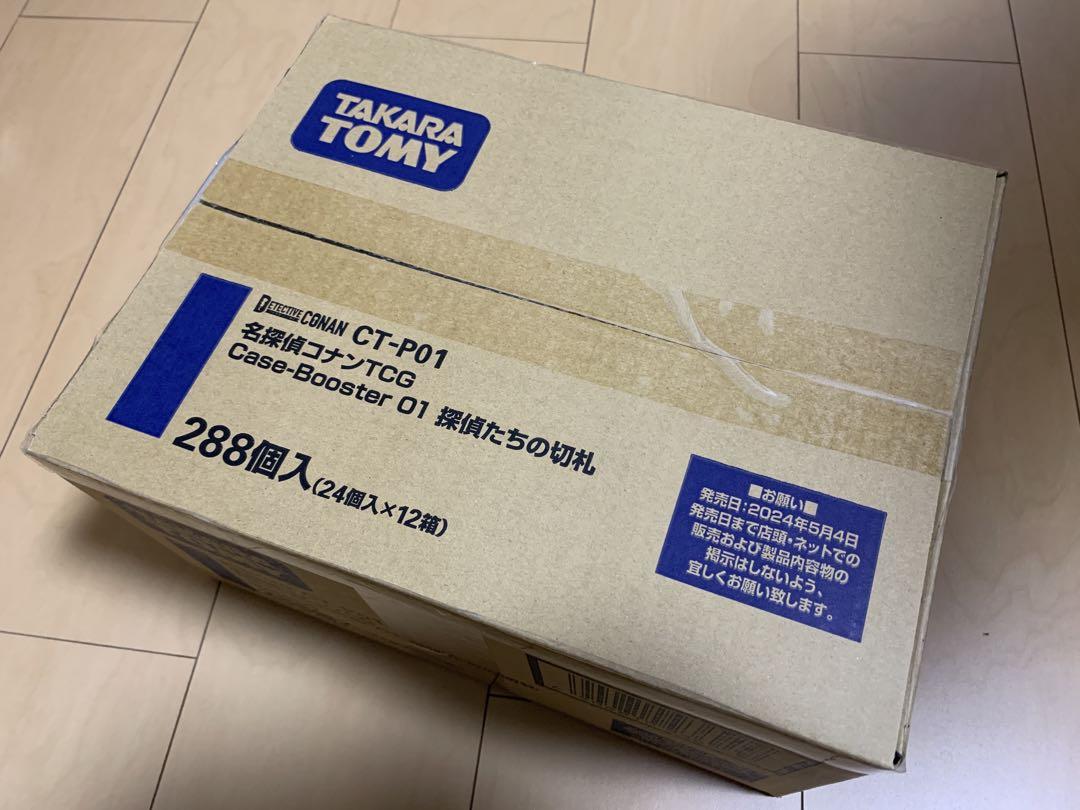 TAKARA
TOMY
DETECTIVE CONAN CT-P01
名探偵コナンTCG
Case-Booster 01 探偵たちの切札
288個入(24個入×12箱)
■お願い■
発売日:2024年5月4日
発売日まで店頭・ネットでの
販売および製品内容物の
掲示はしないよう、
宜しくお願い致します。